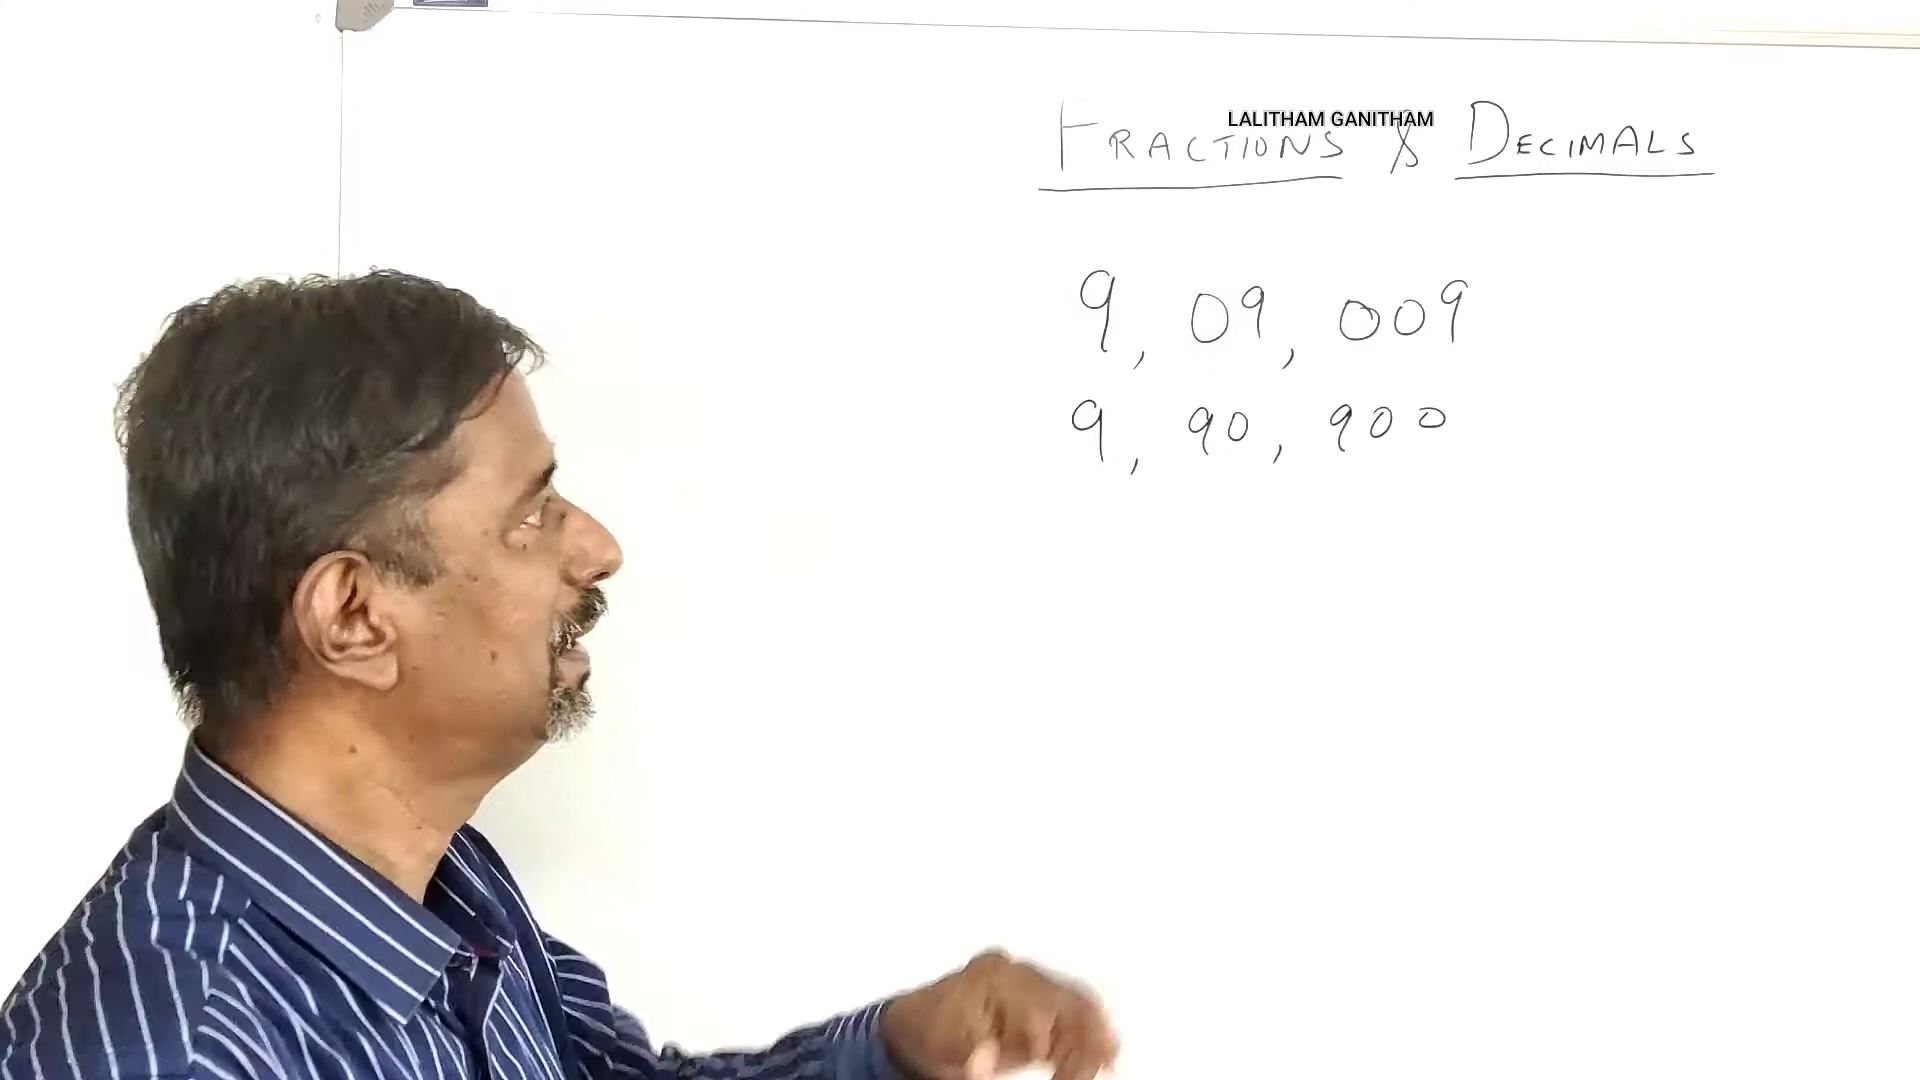 LALITHAM GANITHAM
FRACTIONS & DECIMALS
9, 09, 009
9, 90, 900